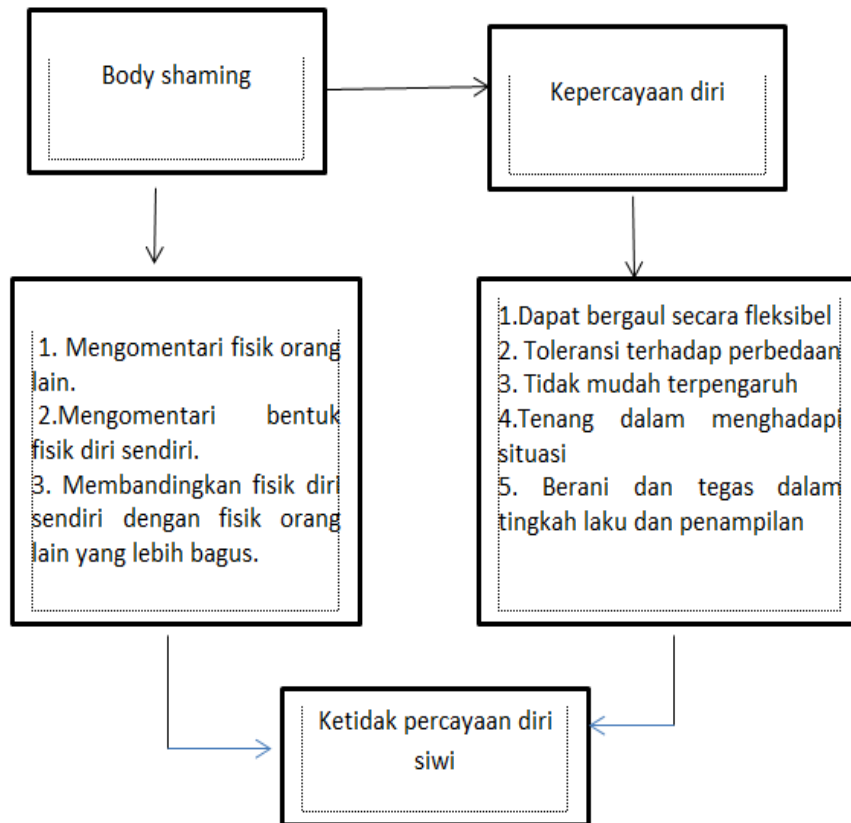 Body shaming
Kepercayaan diri
1. Mengomentari fisik orang
lain.
2.Mengomentari bentuk
fisik diri sendiri.
3. Membandingkan fisik diri
sendiri dengan fisik orang
lain yang lebih bagus.
1.Dapat bergaul secara fleksibel
2. Toleransi terhadap perbedaan
3. Tidak mudah terpengaruh
4.Tenang dalam menghadapi
situasi
5. Berani dan tegas dalam
tingkah laku dan penampilan
Ketidak percayaan diri
siwi